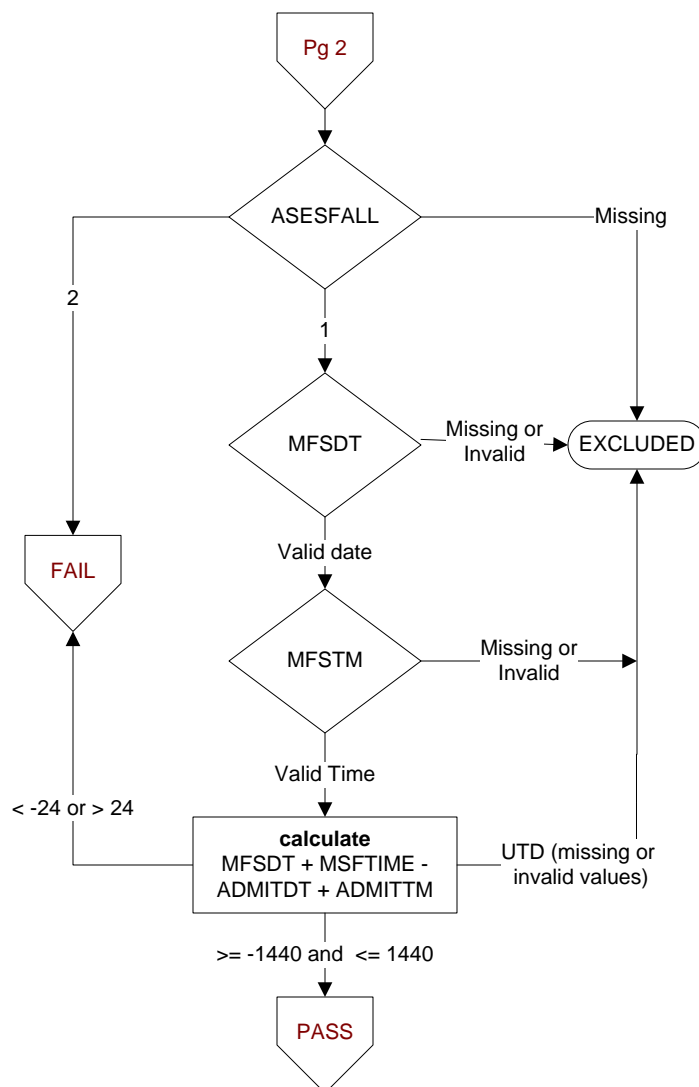 Pg 2
ASESFALL
Missing
2
1
MFSDT
Missing or
Invalid
EXCLUDED
Valid date
FAIL
MFSTM
Missing or
Invalid
Valid Time
< -24 or > 24
calculate
MFSDT + MSFTIME -
ADMITDT + ADMITTM
UTD (missing or
invalid values)
>= -1440 and  <= 1440
PASS